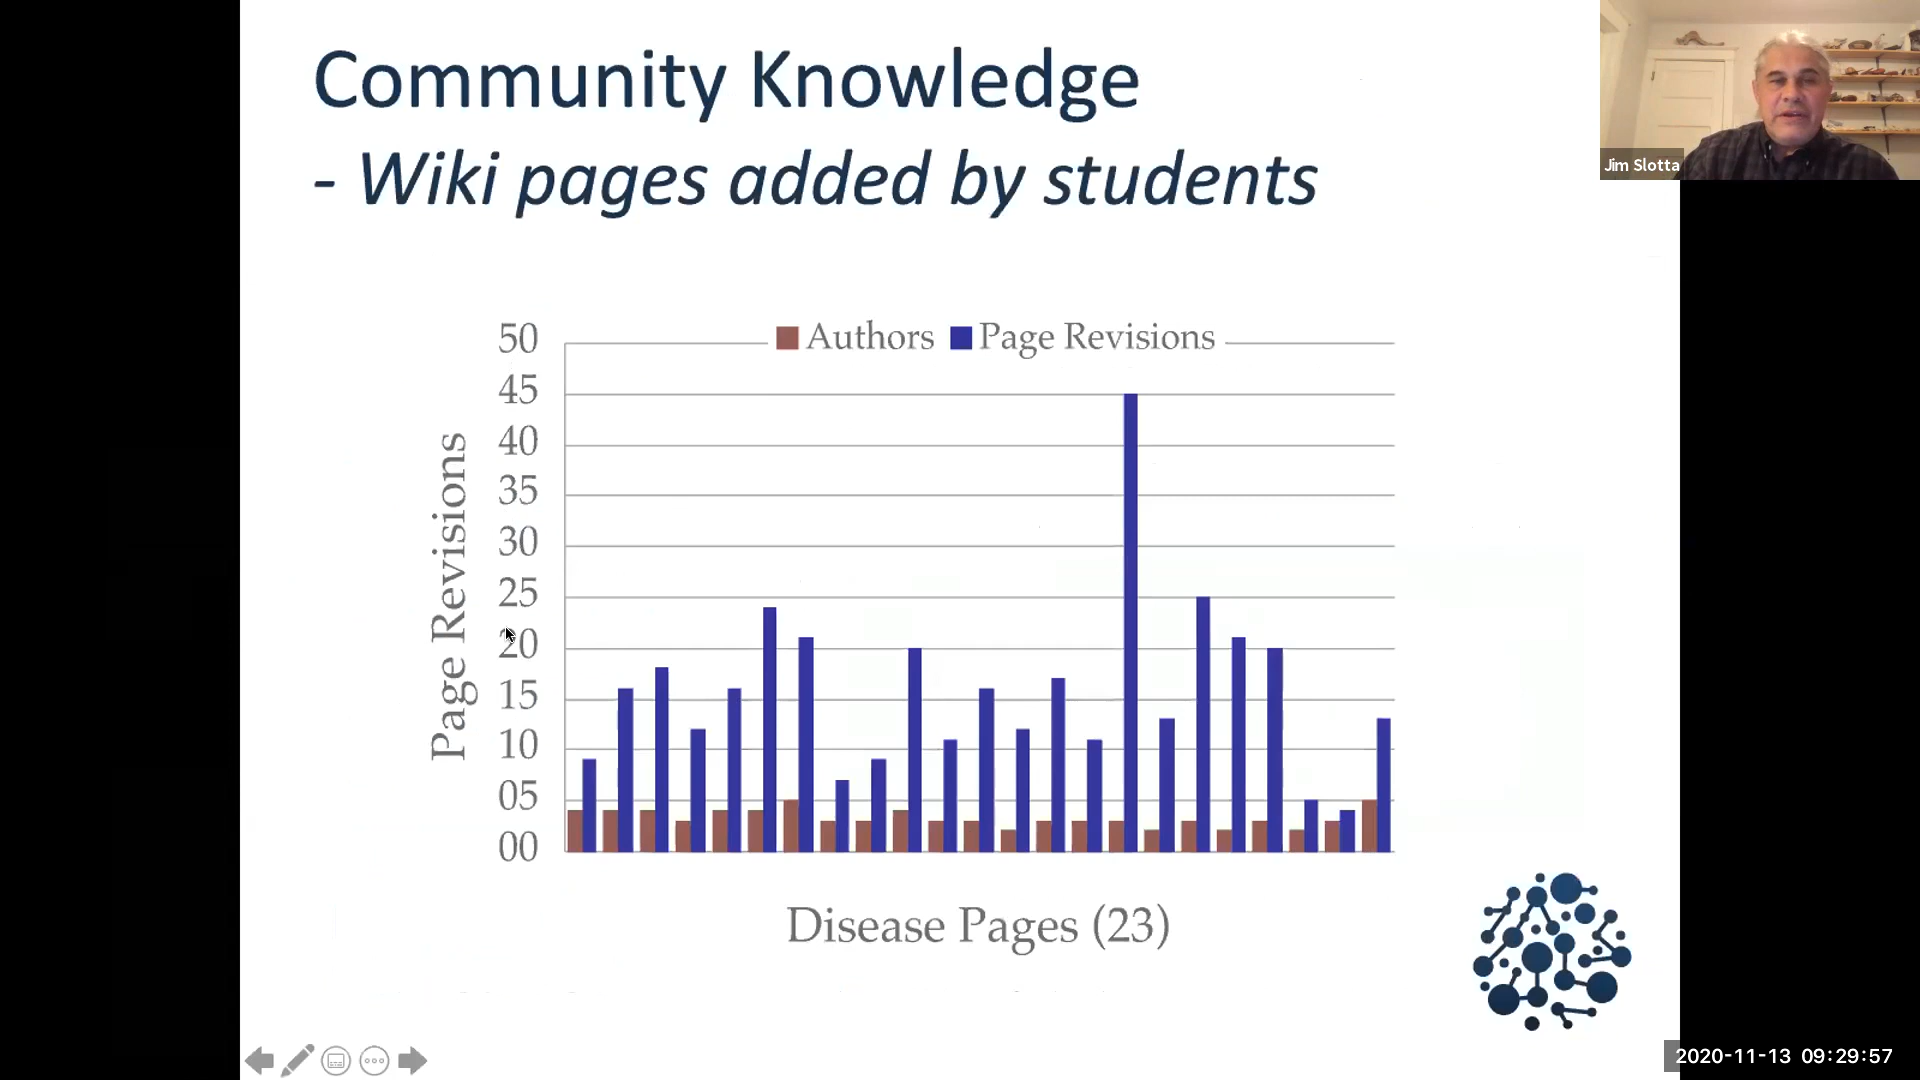 Community Knowledge
- Wiki pages added by students
Jim Slotta
Authors Page Revisions
50
45
40
35
30
25
20
15
10
05
00
Page Revisions
Disease Pages (23)
2020-11-13 09:29:57